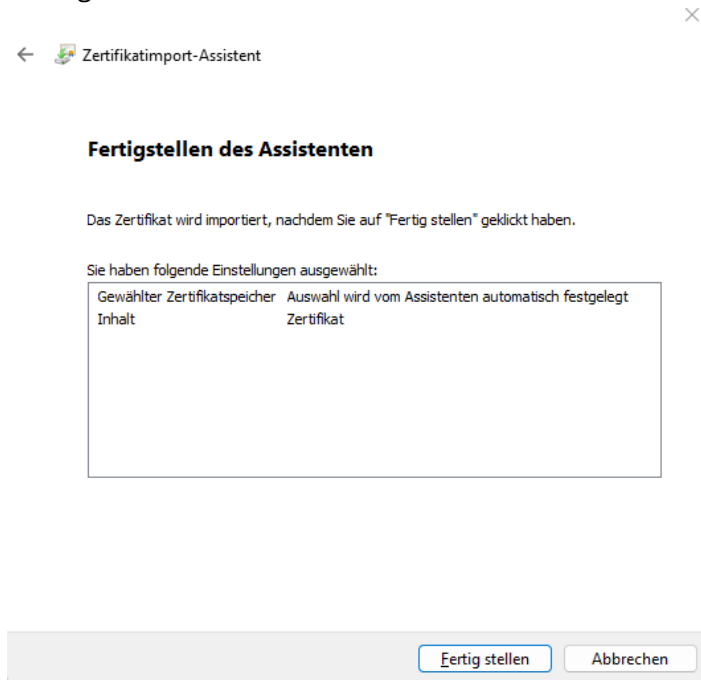 Zertifikatimport-Assistent
Fertigstellen des Assistenten
Das Zertifikat wird importiert, nachdem Sie auf "Fertig stellen" geklickt haben.
Sie haben folgende Einstellungen ausgewählt:
Gewählter Zertifikatspeicher Auswahl wird vom Assistenten automatisch festgelegt
Inhalt Zertifikat
Fertig stellen Abbrechen